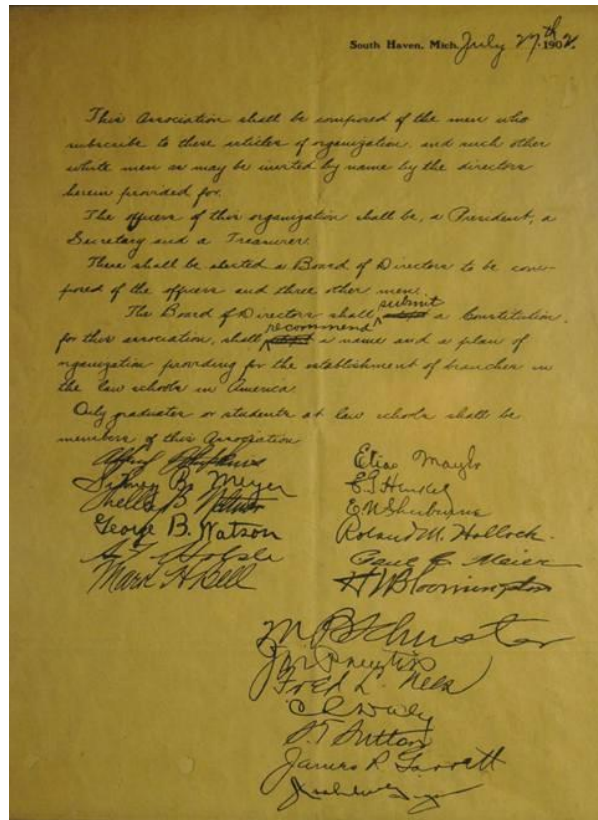 South Haven, Mich. July 27th 1902.
This Association shall be composed of the men who
subscribe to these articles of organization and such other
white men as may be invited by name by the directors
herein provided for.
The officers of this organization shall be, a President, a
Secretary and a Treasurer.
There shall be elected a Board of Directors to be com-
posed of the officers and three other men.
The Board of Directors shall submit a Constitution
for this association, shall recommend a name and a plan of
organization providing for the establishment of branches in
the law schools in America.
Only graduates or students at law schools shall be
members of this Association
Sidney B. Meyer
George B. Watson
Mark H Bell
Elias Mayls
E W Sherburne
Roland M. Hollock.
Paul E. Meier
H V Bloomingston
M P Shuster
Fred L.
Sutton
James R Garrett